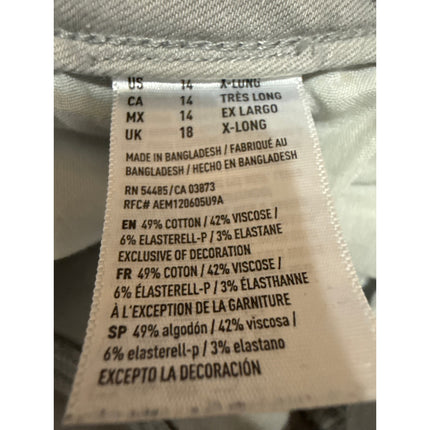 US 14 X-LONG
CA 14 TRÈS LONG
MX 14 EX LARGO
UK 18 X-LONG
MADE IN BANGLADESH / FABRIQUÉ AU
BANGLADESH / HECHO EN BANGLADESH
RN 54485/CA 03873
RFC# AEM120605U9A
EN 49% COTTON / 42% VISCOSE /
6% ELASTERELL-P / 3% ELASTANE
EXCLUSIVE OF DECORATION
FR 49% COTON / 42% VISCOSE /
6% ÉLASTERELL-P / 3% ÉLASTHANNE
À L'EXCEPTION DE LA GARNITURE
SP 49% algodón / 42% viscosa /
6% elasterell-p / 3% elastano
EXCEPTO LA DECORACIÓN